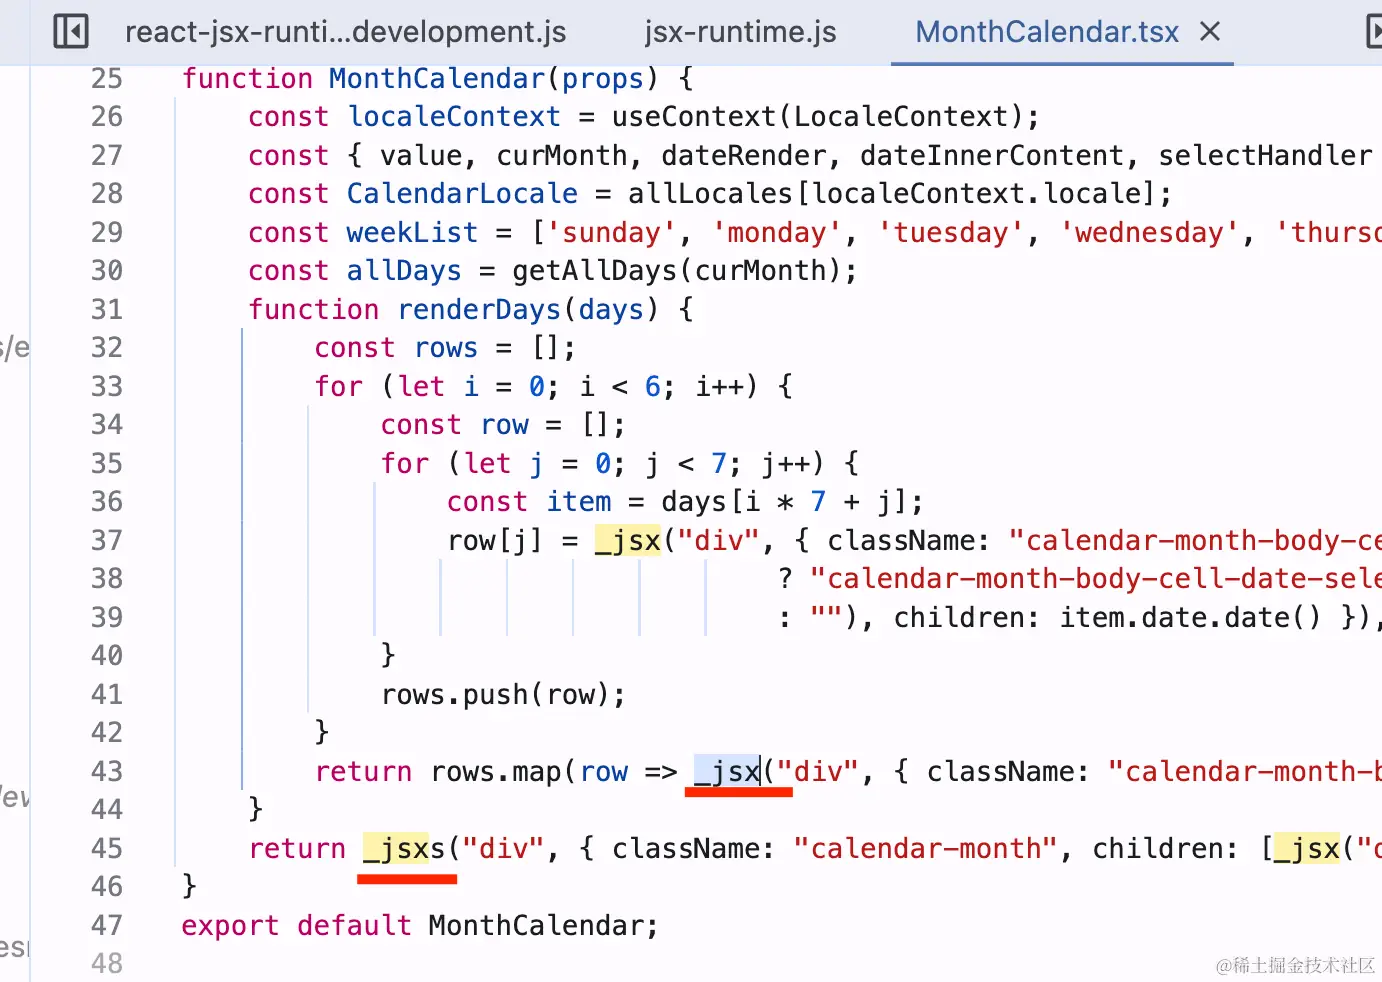 react-jsx-runti...development.js jsx-runtime.js MonthCalendar.tsx
25 function MonthCalendar(props) {
26 const localeContext = useContext(LocaleContext);
27 const { value, curMonth, dateRender, dateInnerContent, selectHandler
28 const CalendarLocale = allLocales[localeContext.locale];
29 const weekList = ['sunday', 'monday', 'tuesday', 'wednesday', 'thursd
30 const allDays = getAllDays(curMonth);
31 function renderDays(days) {
s/e
32 const rows = [];
33 for (let i = 0; i < 6; i++) {
34 const row = [];
35 for (let j = 0; j < 7; j++) {
36 const item = days[i * 7 + j];
37 row[j] = _jsx("div", { className: "calendar-month-body-ce
38 ? "calendar-month-body-cell-date-sele
39 : ""), children: item.date.date() }),
40 }
41 rows.push(row);
42 }
43 return rows.map(row => _jsx("div", { className: "calendar-month-b
44 }
45 return _jsxs("div", { className: "calendar-month", children: [_jsx("d
46 }
47 export default MonthCalendar;
48
@稀土掘金技术社区